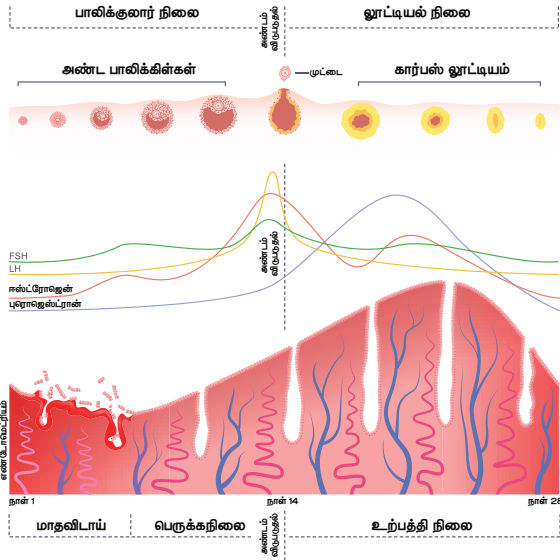 பாலிக்குலார் நிலை
அண்டம்
விடுபடுதல்
லூட்டியல் நிலை
அண்ட பாலிக்கிள்கள்
முட்டை
கார்பஸ் லூட்டியம்
FSH
LH
ஈஸ்ட்ரோஜென்
புரொஜெஸ்ட்ரான்
அண்டம்
விடுபடுதல்
எண்டோமெட்ரியம்
நாள் 1
நாள் 14
நாள் 28
மாதவிடாய்
பெருக்கநிலை
அண்டம்
விடுபடுதல்
உற்பத்தி நிலை